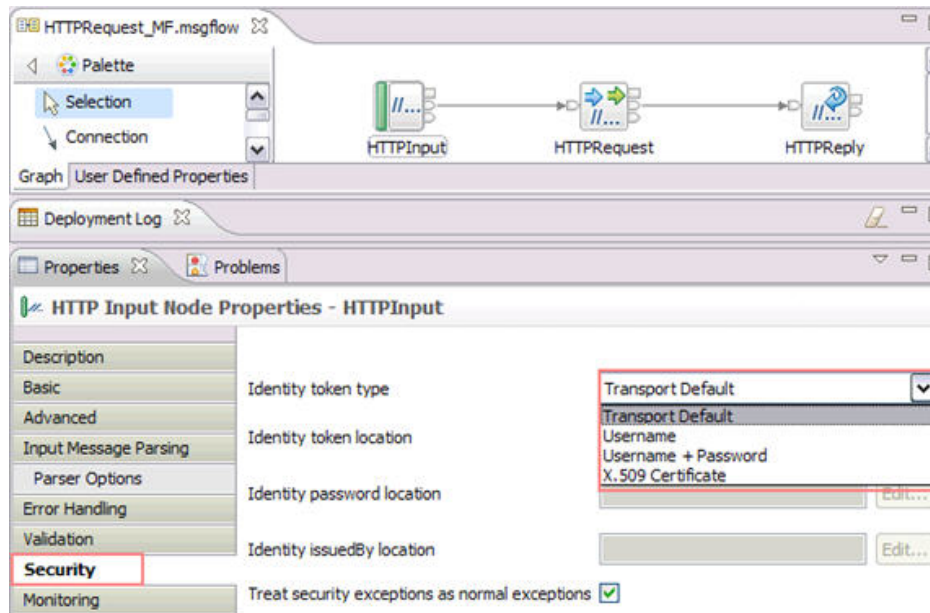 HTTPRequest_MF.msgflow
Palette
Selection
Connection
//...
//...
//...
HTTPInput HTTPRequest HTTPReply
Graph User Defined Properties
Deployment Log
Properties Problems
HTTP Input Node Properties - HTTPInput
Description
Basic
Advanced
Input Message Parsing
Parser Options
Error Handling
Validation
Security
Monitoring
Identity token type Transport Default
Transport Default
Username
Username + Password
X.509 Certificate
Identity token location
Identity password location Edit...
Identity issuedBy location Edit...
Treat security exceptions as normal exceptions